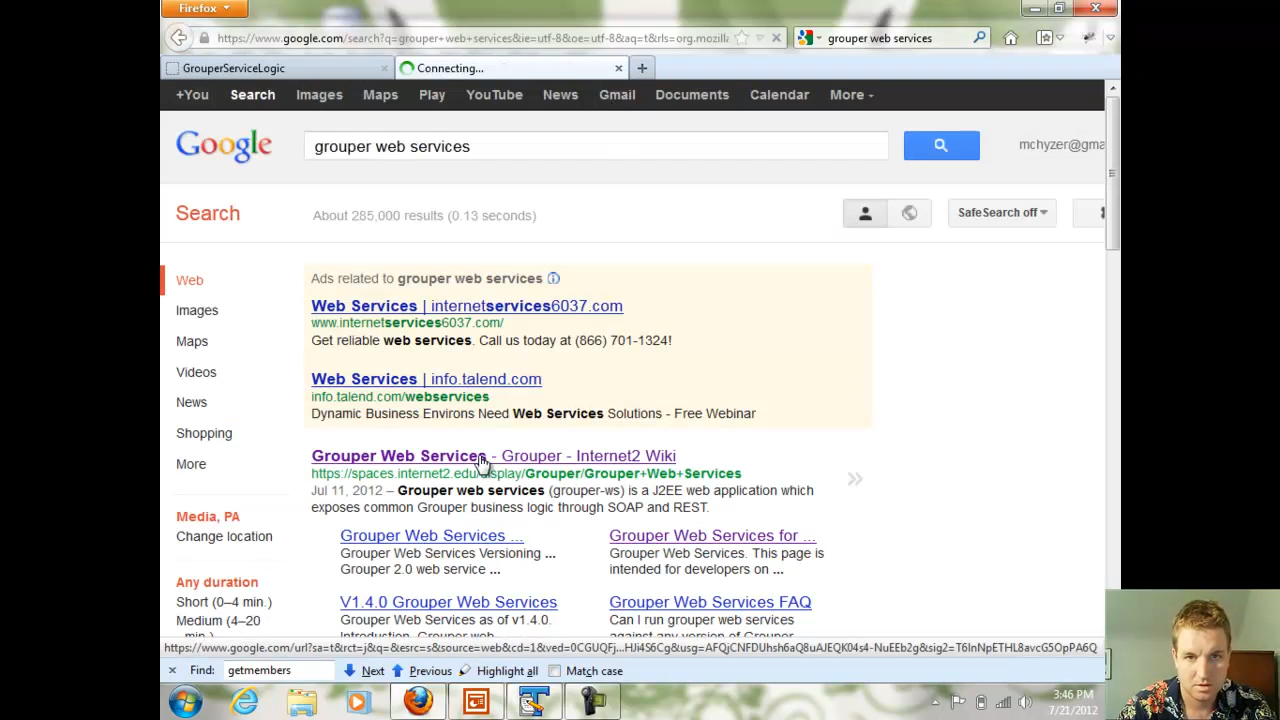 Firefox
https://www.google.com/search?q=grouper+web+services&ie=utf-8&oe=utf-8&aq=t&rls=org.mozilla
grouper web services
GrouperServiceLogic
Connecting...
+You Search Images Maps Play YouTube News Gmail Documents Calendar More
Google
grouper web services
mchyzer@gma
Search
About 285,000 results (0.13 seconds)
SafeSearch off
Web
Images
Maps
Videos
News
Shopping
More
Media, PA
Change location
Any duration
Short (0–4 min.)
Medium (4–20
min.)
Ads related to grouper web services
Web Services | internetservices6037.com
www.internetservices6037.com/
Get reliable web services. Call us today at (866) 701-1324!
Web Services | info.talend.com
info.talend.com/webservices
Dynamic Business Environs Need Web Services Solutions - Free Webinar
Grouper Web Services - Grouper - Internet2 Wiki
https://spaces.internet2.edu/display/Grouper/Grouper+Web+Services
Jul 11, 2012 – Grouper web services (grouper-ws) is a J2EE web application which
exposes common Grouper business logic through SOAP and REST.
Grouper Web Services ...
Grouper Web Services Versioning ...
Grouper 2.0 web service ...
Grouper Web Services for ...
Grouper Web Services. This page is
intended for developers on ...
V1.4.0 Grouper Web Services
Grouper Web Services as of v1.4.0.
Introduction. Grouper web
Grouper Web Services FAQ
Can I run grouper web services
against any version of Grouper
Find: getmembers Next Previous Highlight all Match case
3:46 PM
7/21/2012